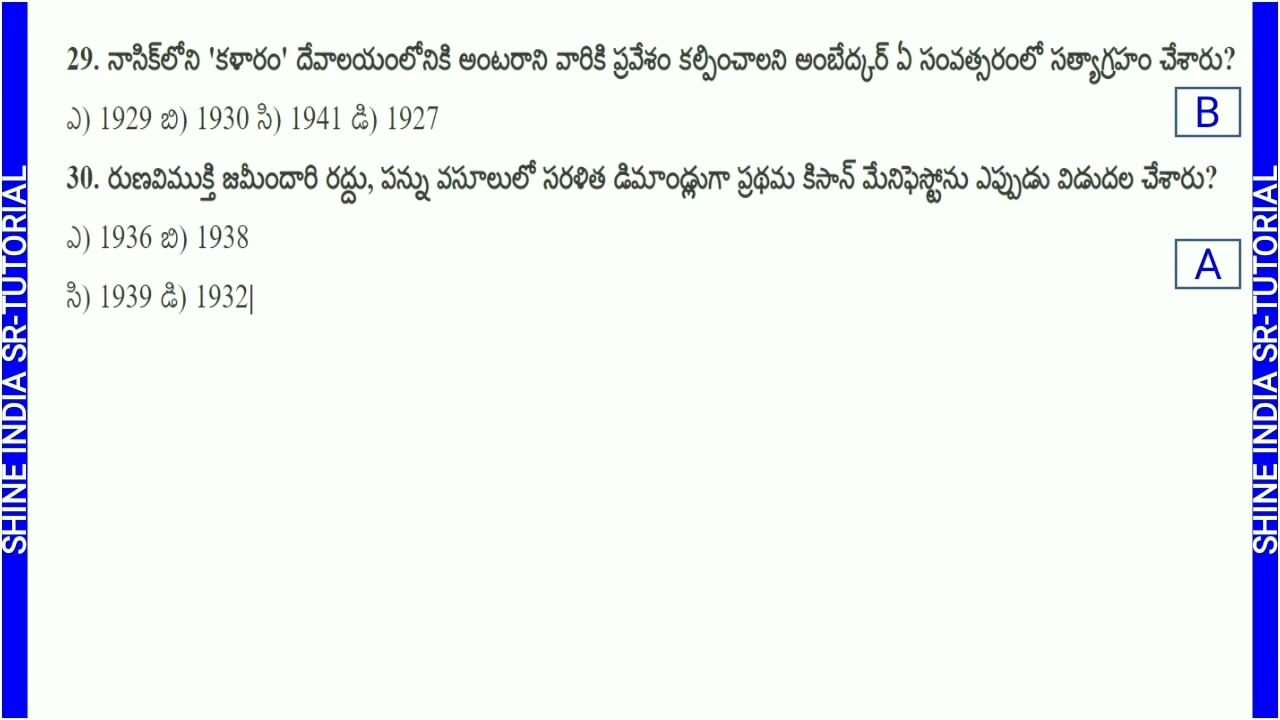 29. నాసిక్‌లోని 'కళారం' దేవాలయంలోనికి అంటరాని వారికి ప్రవేశం కల్పించాలని అంబేద్కర్ ఏ సంవత్సరంలో సత్యాగ్రహం చేశారు?
ఎ) 1929 బి) 1930 సి) 1941 డి) 1927
B
30. రుణవిముక్తి జమీందారి రద్దు, పన్ను వసూలులో సరళిత డిమాండ్లుగా ప్రథమ కిసాన్ మేనిఫెస్టోను ఎప్పుడు విడుదల చేశారు?
ఎ) 1936 బి) 1938
A
సి) 1939 డి) 1932
SHINE INDIA SR-TUTORIAL
SHINE INDIA SR-TUTORIAL